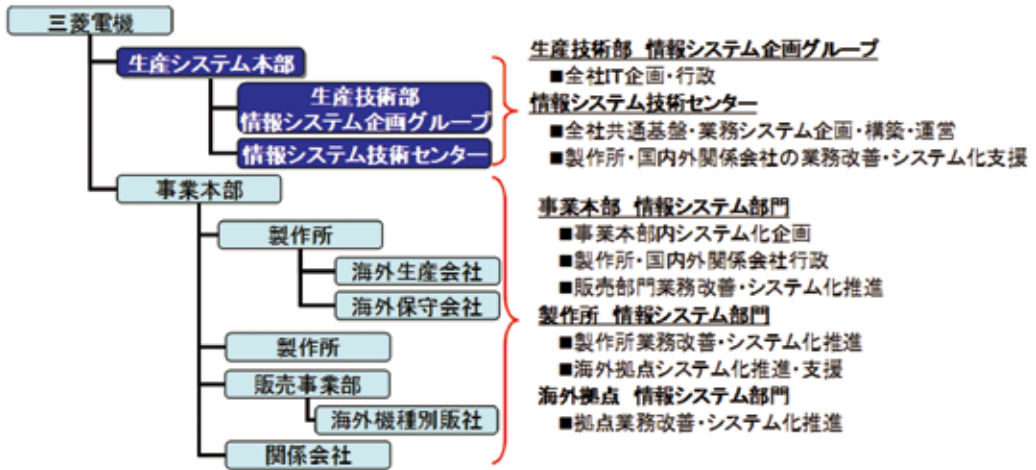 三菱電機
生産システム本部
生産技術部
情報システム企画グループ
情報システム技術センター
事業本部
製作所
海外生産会社
海外保守会社
製作所
販売事業部
海外機種別販社
関係会社
生産技術部 情報システム企画グループ
■全社IT企画・行政
情報システム技術センター
■全社共通基盤・業務システム企画・構築・運営
■製作所・国内外関係会社の業務改善・システム化支援
事業本部 情報システム部門
■事業本部内システム化企画
■製作所・国内外関係会社行政
■販売部門業務改善・システム化推進
製作所 情報システム部門
■製作所業務改善・システム化推進
■海外拠点システム化推進・支援
海外拠点 情報システム部門
■拠点業務改善・システム化推進